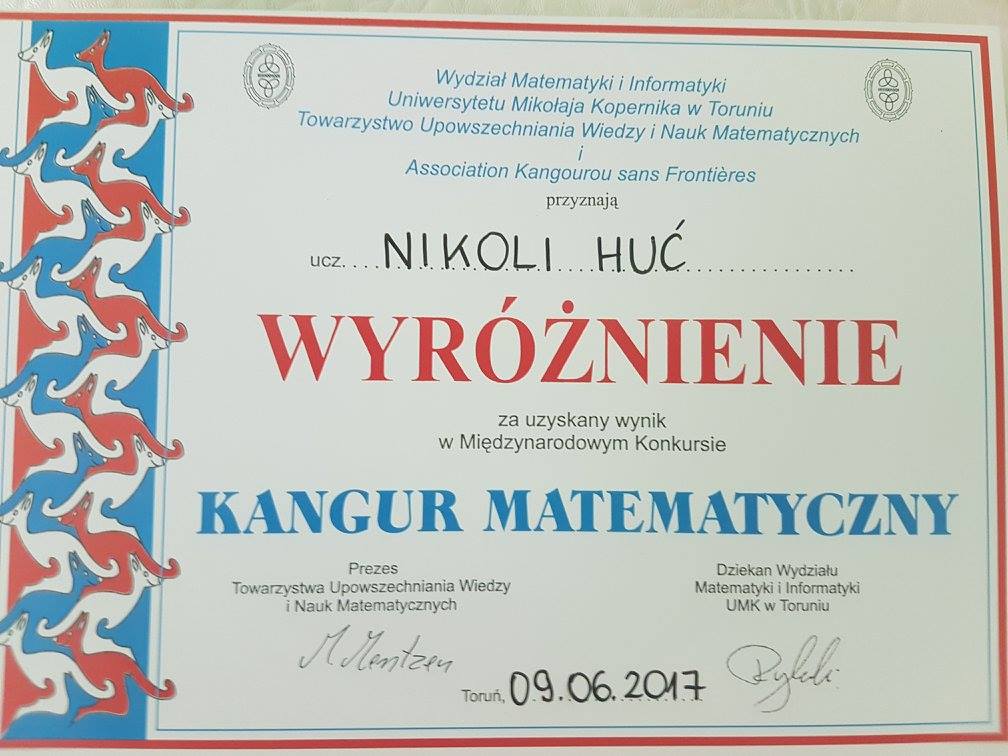 Wydział Matematyki i Informatyki
Uniwersytetu Mikołaja Kopernika w Toruniu
Towarzystwo Upowszechniania Wiedzy i Nauk Matematycznych
i
Association Kangourou sans Frontières
przyznają
ucz.... NIKOLI HUĆ ................
WYRÓŻNIENIE
za uzyskany wynik
w Międzynarodowym Konkursie
KANGUR MATEMATYCZNY
Prezes
Towarzystwa Upowszechniania Wiedzy
i Nauk Matematycznych
M Mentzen
Dziekan Wydziału
Matematyki i Informatyki
UMK w Toruniu
Toruń, 09.06.2017